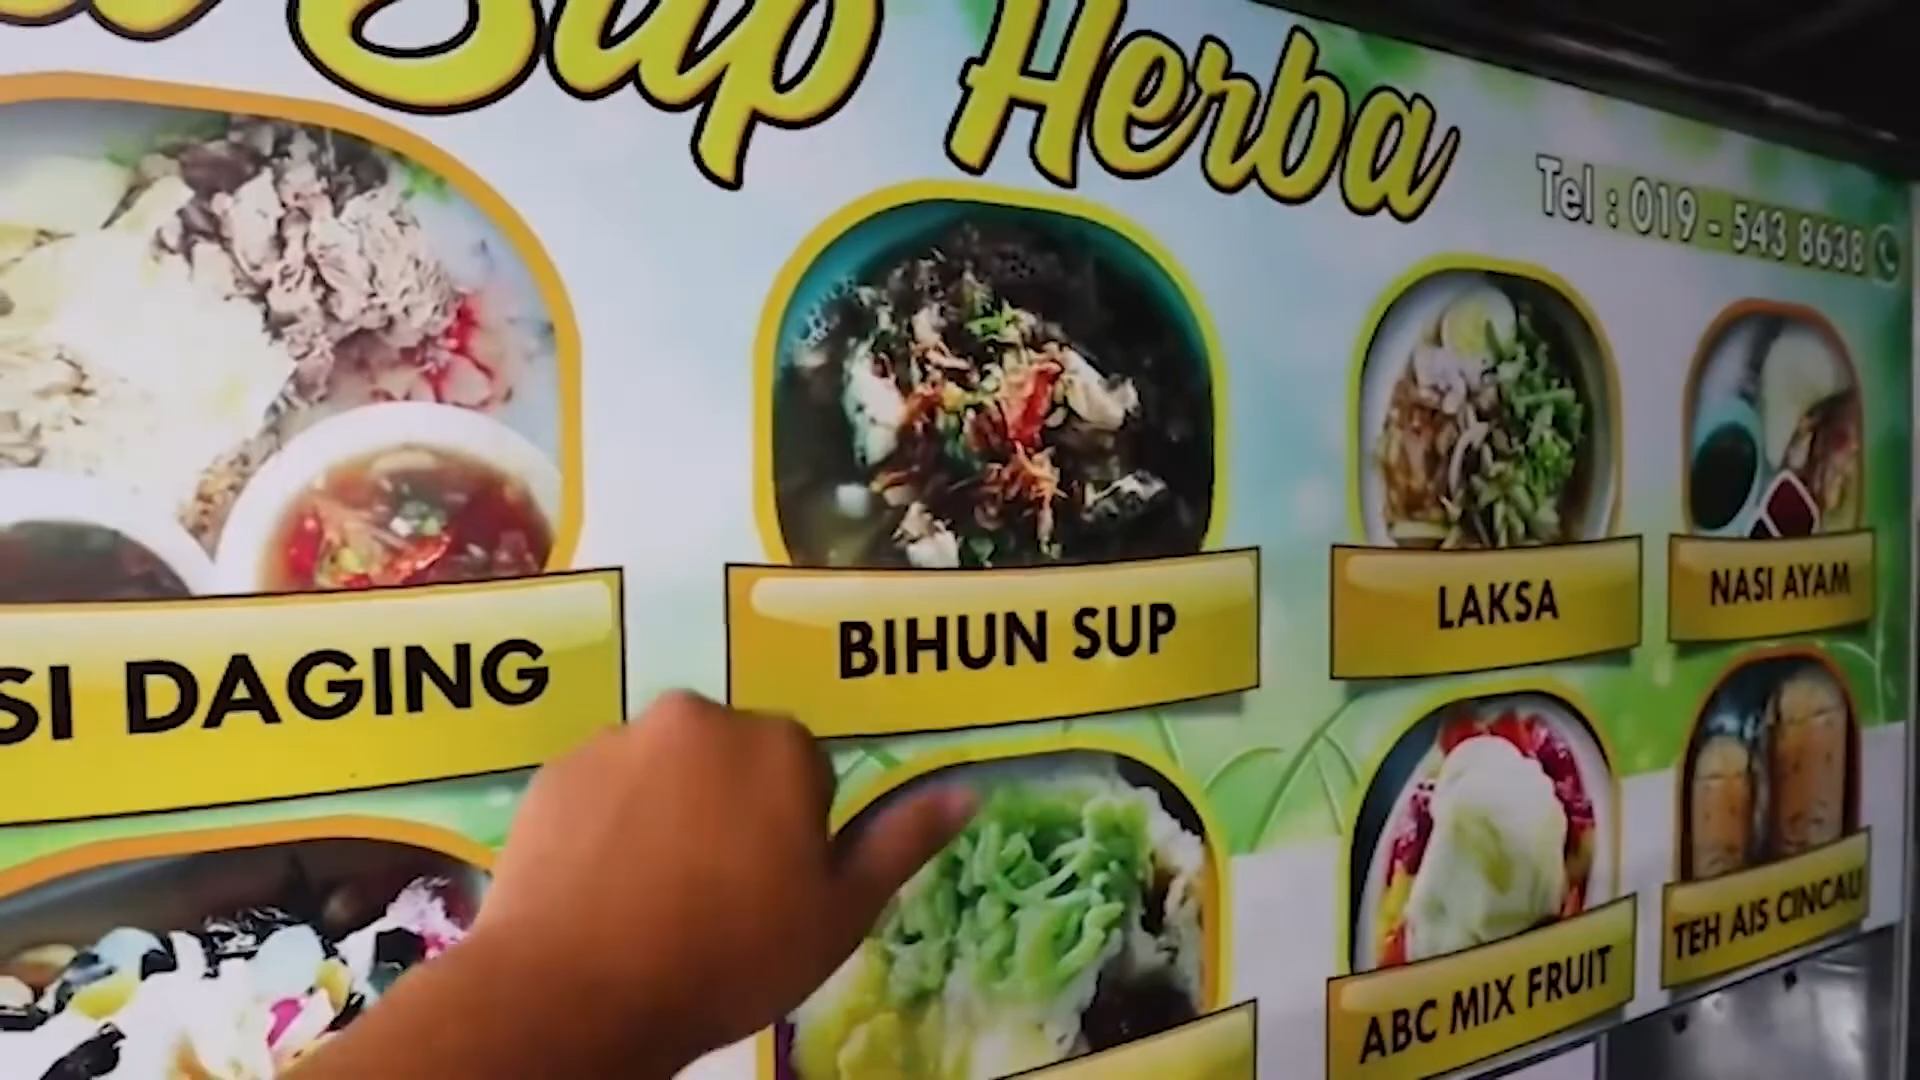 Sup Herba
Tel : 019 - 543 8638
SI DAGING
BIHUN SUP
LAKSA
NASI AYAM
ABC MIX FRUIT
TEH AIS CINCAU